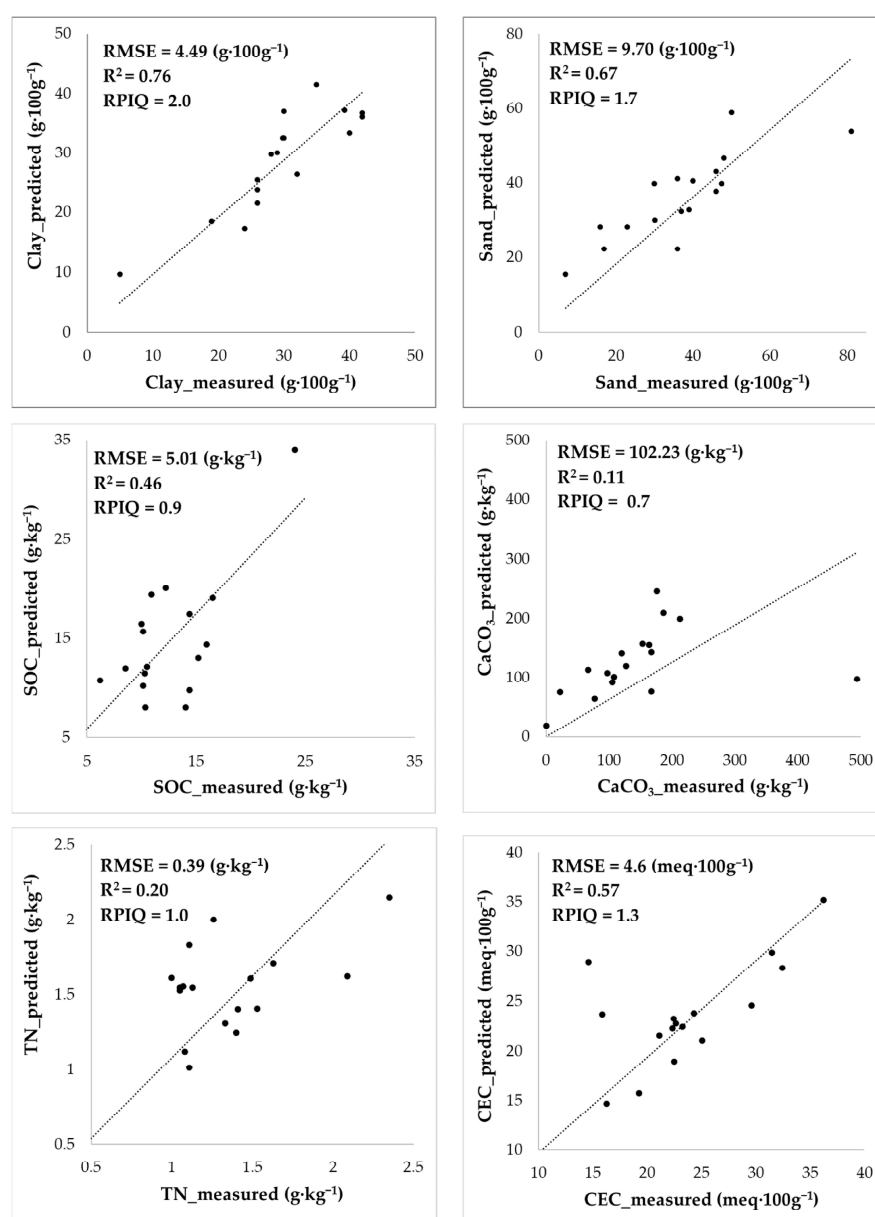 RMSE = 4.49 (g·100g⁻¹)
R² = 0.76
RPIQ = 2.0
Clay_predicted (g·100g⁻¹)
50
40
30
20
10
0
0 10 20 30 40 50
Clay_measured (g·100g⁻¹)
RMSE = 9.70 (g·100g⁻¹)
R² = 0.67
RPIQ = 1.7
Sand_predicted (g·100g⁻¹)
80
60
40
20
0
0 20 40 60 80
Sand_measured (g·100g⁻¹)
RMSE = 5.01 (g·kg⁻¹)
R² = 0.46
RPIQ = 0.9
SOC_predicted (g·kg⁻¹)
35
25
15
5
5 15 25 35
SOC_measured (g·kg⁻¹)
RMSE = 102.23 (g·kg⁻¹)
R² = 0.11
RPIQ = 0.7
CaCO₃_predicted (g·kg⁻¹)
500
400
300
200
100
0
0 100 200 300 400 500
CaCO₃_measured (g·kg⁻¹)
RMSE = 0.39 (g·kg⁻¹)
R² = 0.20
RPIQ = 1.0
TN_predicted (g·kg⁻¹)
2.5
2
1.5
1
0.5
0.5 1 1.5 2 2.5
TN_measured (g·kg⁻¹)
RMSE = 4.6 (meq·100g⁻¹)
R² = 0.57
RPIQ = 1.3
CEC_predicted (meq·100g⁻¹)
40
35
30
25
20
15
10
10 20 30 40
CEC_measured (meq·100g⁻¹)